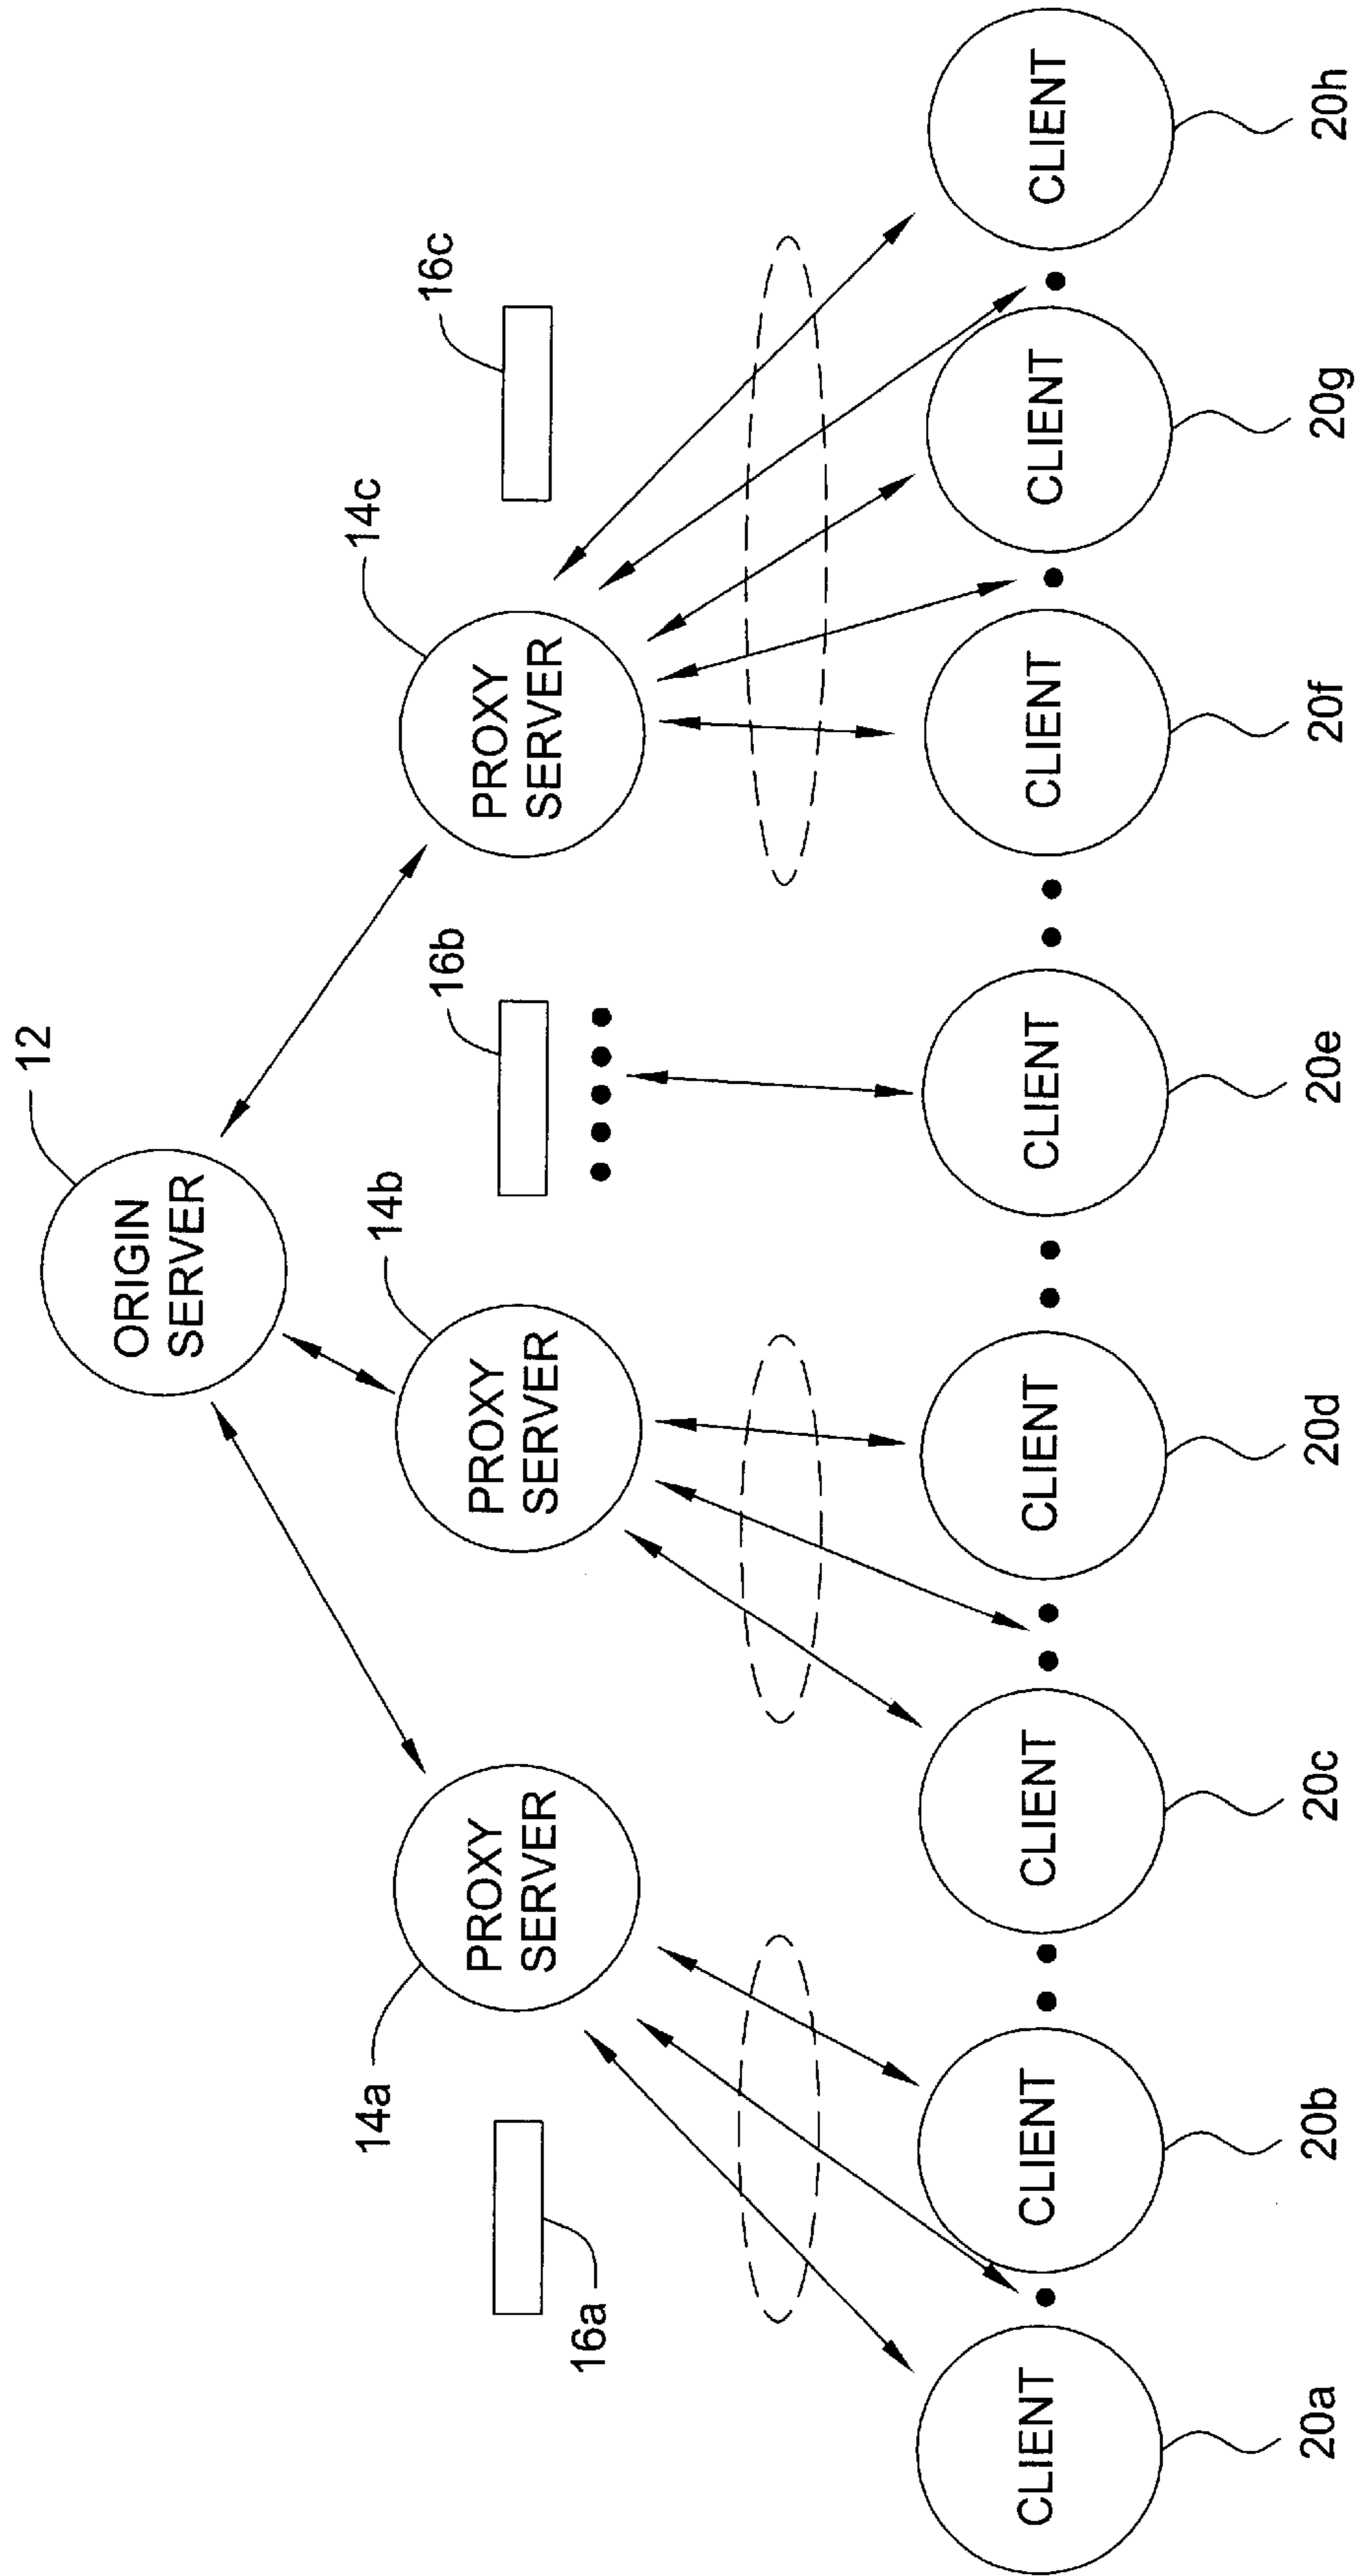 12
ORIGIN
SERVER
14a
PROXY
SERVER
14b
PROXY
SERVER
14c
PROXY
SERVER
16a
16b
16c
CLIENT
CLIENT
CLIENT
CLIENT
CLIENT
CLIENT
CLIENT
CLIENT
20a
20b
20c
20d
20e
20f
20g
20h